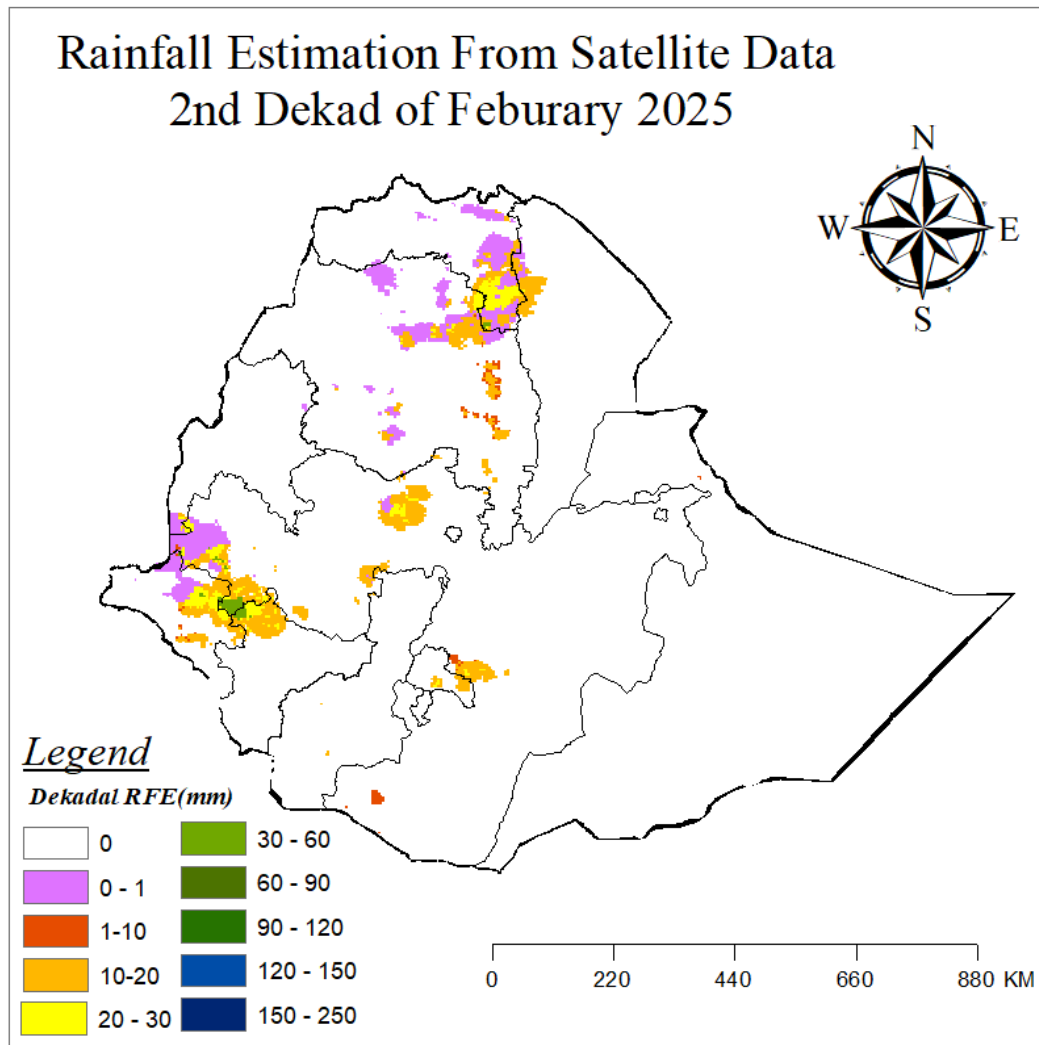 Rainfall Estimation From Satellite Data
2nd Dekad of Feburary 2025
N
W
E
S
Legend
Dekadal RFE(mm)
0
0 - 1
1-10
10-20
20 - 30
30 - 60
60 - 90
90 - 120
120 - 150
150 - 250
0 220 440 660 880 KM